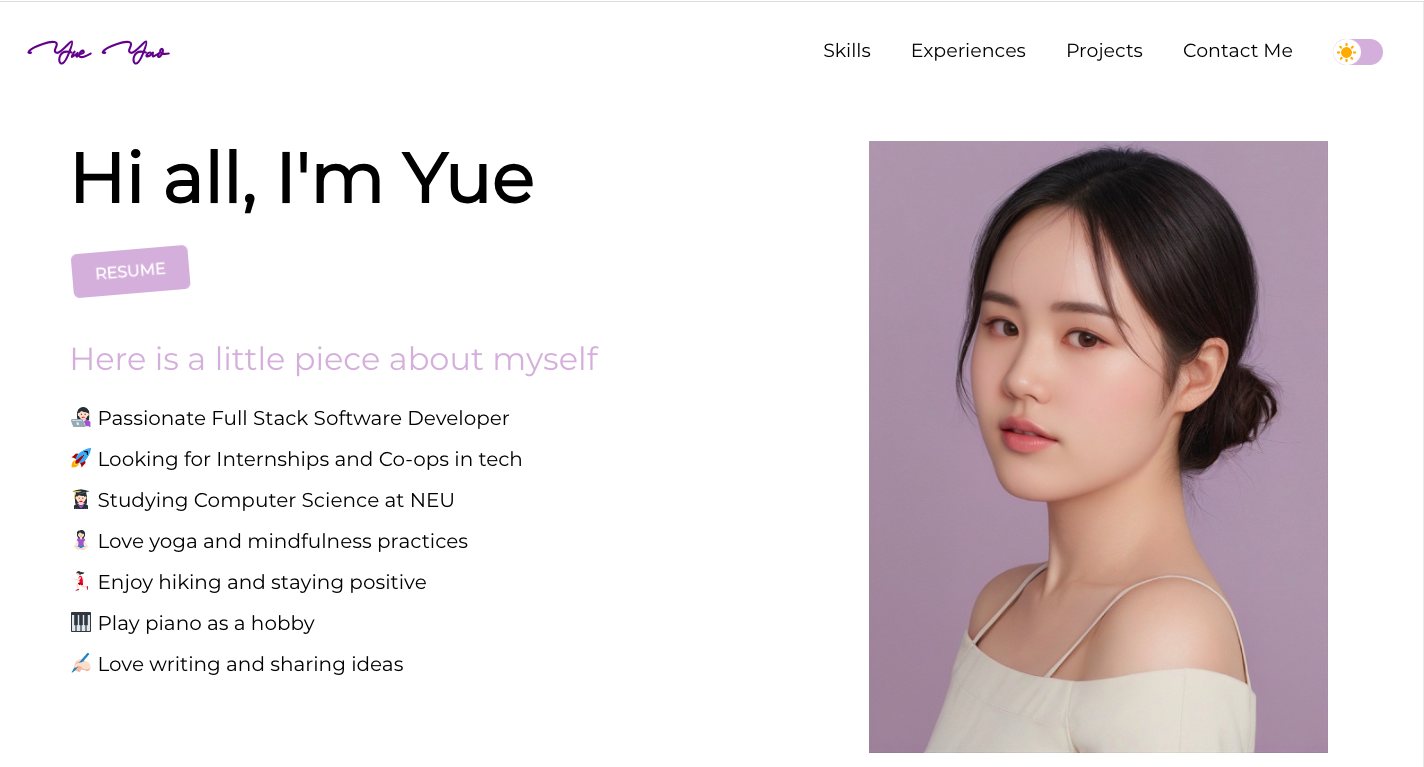 Yue Yao
Skills Experiences Projects Contact Me
Hi all, I'm Yue
RESUME
Here is a little piece about myself
Passionate Full Stack Software Developer
Looking for Internships and Co-ops in tech
Studying Computer Science at NEU
Love yoga and mindfulness practices
Enjoy hiking and staying positive
Play piano as a hobby
Love writing and sharing ideas